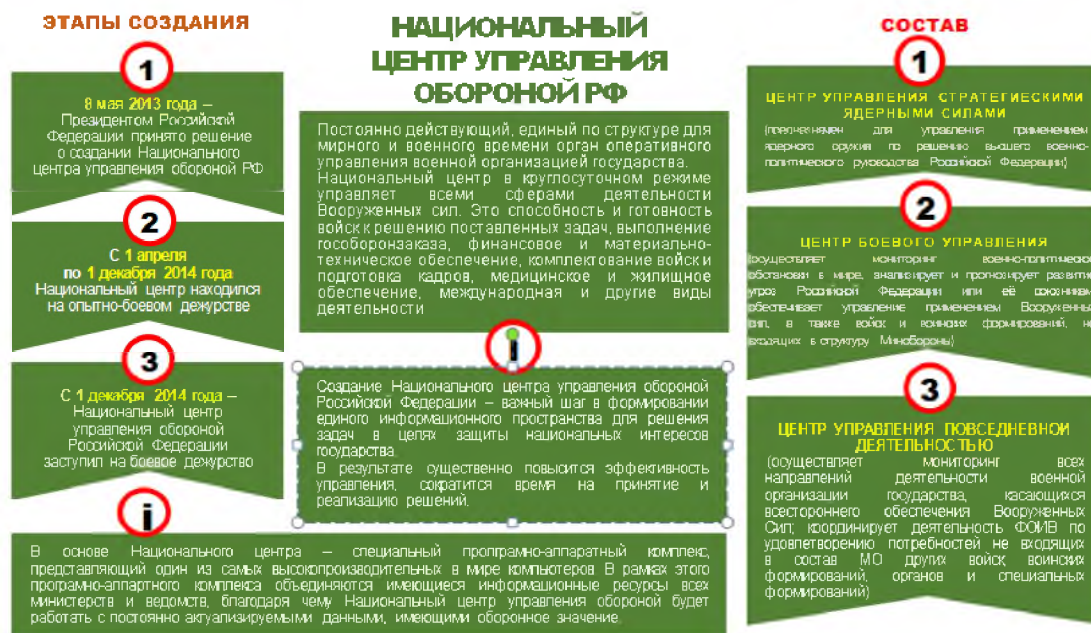 ЭТАПЫ СОЗДАНИЯ
1
8 мая 2013 года –
Президентом Российской
Федерации принято решение
о создании Национального
центра управления обороной РФ
2
С 1 апреля
по 1 декабря 2014 года
Национальный центр находился
на опытно-боевом дежурстве
3
С 1 декабря 2014 года –
Национальный центр
управления обороной
Российской Федерации
заступил на боевое дежурство
НАЦИОНАЛЬНЫЙ
ЦЕНТР УПРАВЛЕНИЯ
ОБОРОНОЙ РФ
Постоянно действующий, единый по структуре для
мирного и военного времени орган оперативного
управления военной организацией государства.
Национальный центр в круглосуточном режиме
управляет всеми сферами деятельности
Вооруженных сил. Это способность и готовность
войск к решению поставленных задач, выполнение
гособоронзаказа, финансовое и материально-
техническое обеспечение, комплектование войск и
подготовка кадров, медицинское и жилищное
обеспечение, международная и другие виды
деятельности
i
Создание Национального центра управления обороной
Российской Федерации – важный шаг в формировании
единого информационного пространства для решения
задач в целях защиты национальных интересов
государства.
В результате существенно повысится эффективность
управления, сократится время на принятие и
реализацию решений.
i
В основе Национального центра – специальный програмно-аппаратный комплекс,
представляющий один из самых высокопроизводительных в мире компьютеров. В рамках этого
програмно-аппартного комплекса объединяются имеющиеся информационные ресурсы всех
министерств и ведомств, благодаря чему Национальный центр управления обороной будет
работать с постоянно актуализируемыми данными, имеющими оборонное значение.
СОСТАВ
1
ЦЕНТР УПРАВЛЕНИЯ СТРАТЕГИЕСКИМИ
ЯДЕРНЫМИ СИЛАМИ
для управления применением
ядерного оружия по решению высшего военно-
политического руководства Российской Федерации)
2
ЦЕНТР БОЕВОГО УПРАВЛЕНИЯ
(осуществляет мониторинг военно-политической
обстановки в мире, анализирует и прогнозирует развитие
угроз Российской Федерации или её союзникам,
обеспечивает управление применением Вооруженных
сил, а также войск и воинских формирований, не
входящих в структуру Минобороны)
3
ЦЕНТР УПРАВЛЕНИЯ ПОВСЕДНЕВНОЙ
ДЕЯТЕЛЬНОСТЬЮ
(осуществляет мониторинг всех
направлений деятельности военной
организации государства, касающихся
всестороннего обеспечения Вооруженных
Сил; координирует деятельность ФОИВ по
удовлетворению потребностей не входящих
в состав МО других войск, воинских
формирований, органов и специальных
формирований)